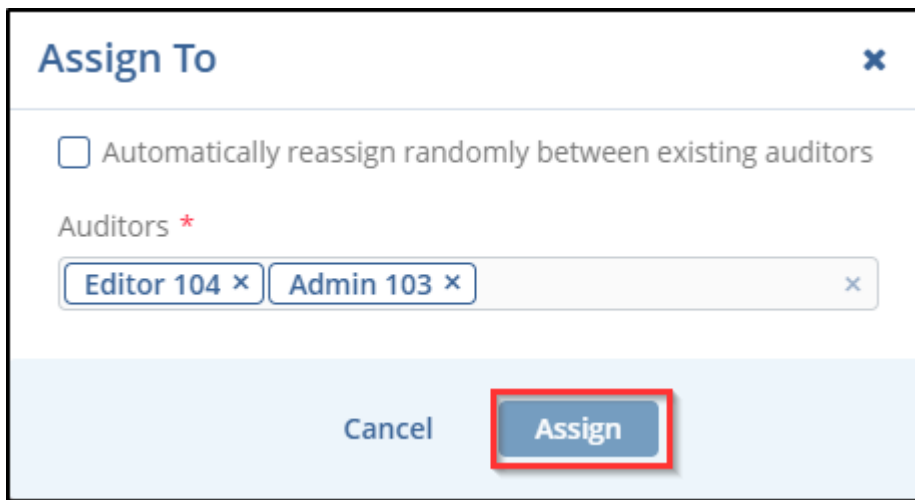 Assign To ×
Automatically reassign randomly between existing auditors
Auditors *
Editor 104 × Admin 103 × ×
Cancel Assign